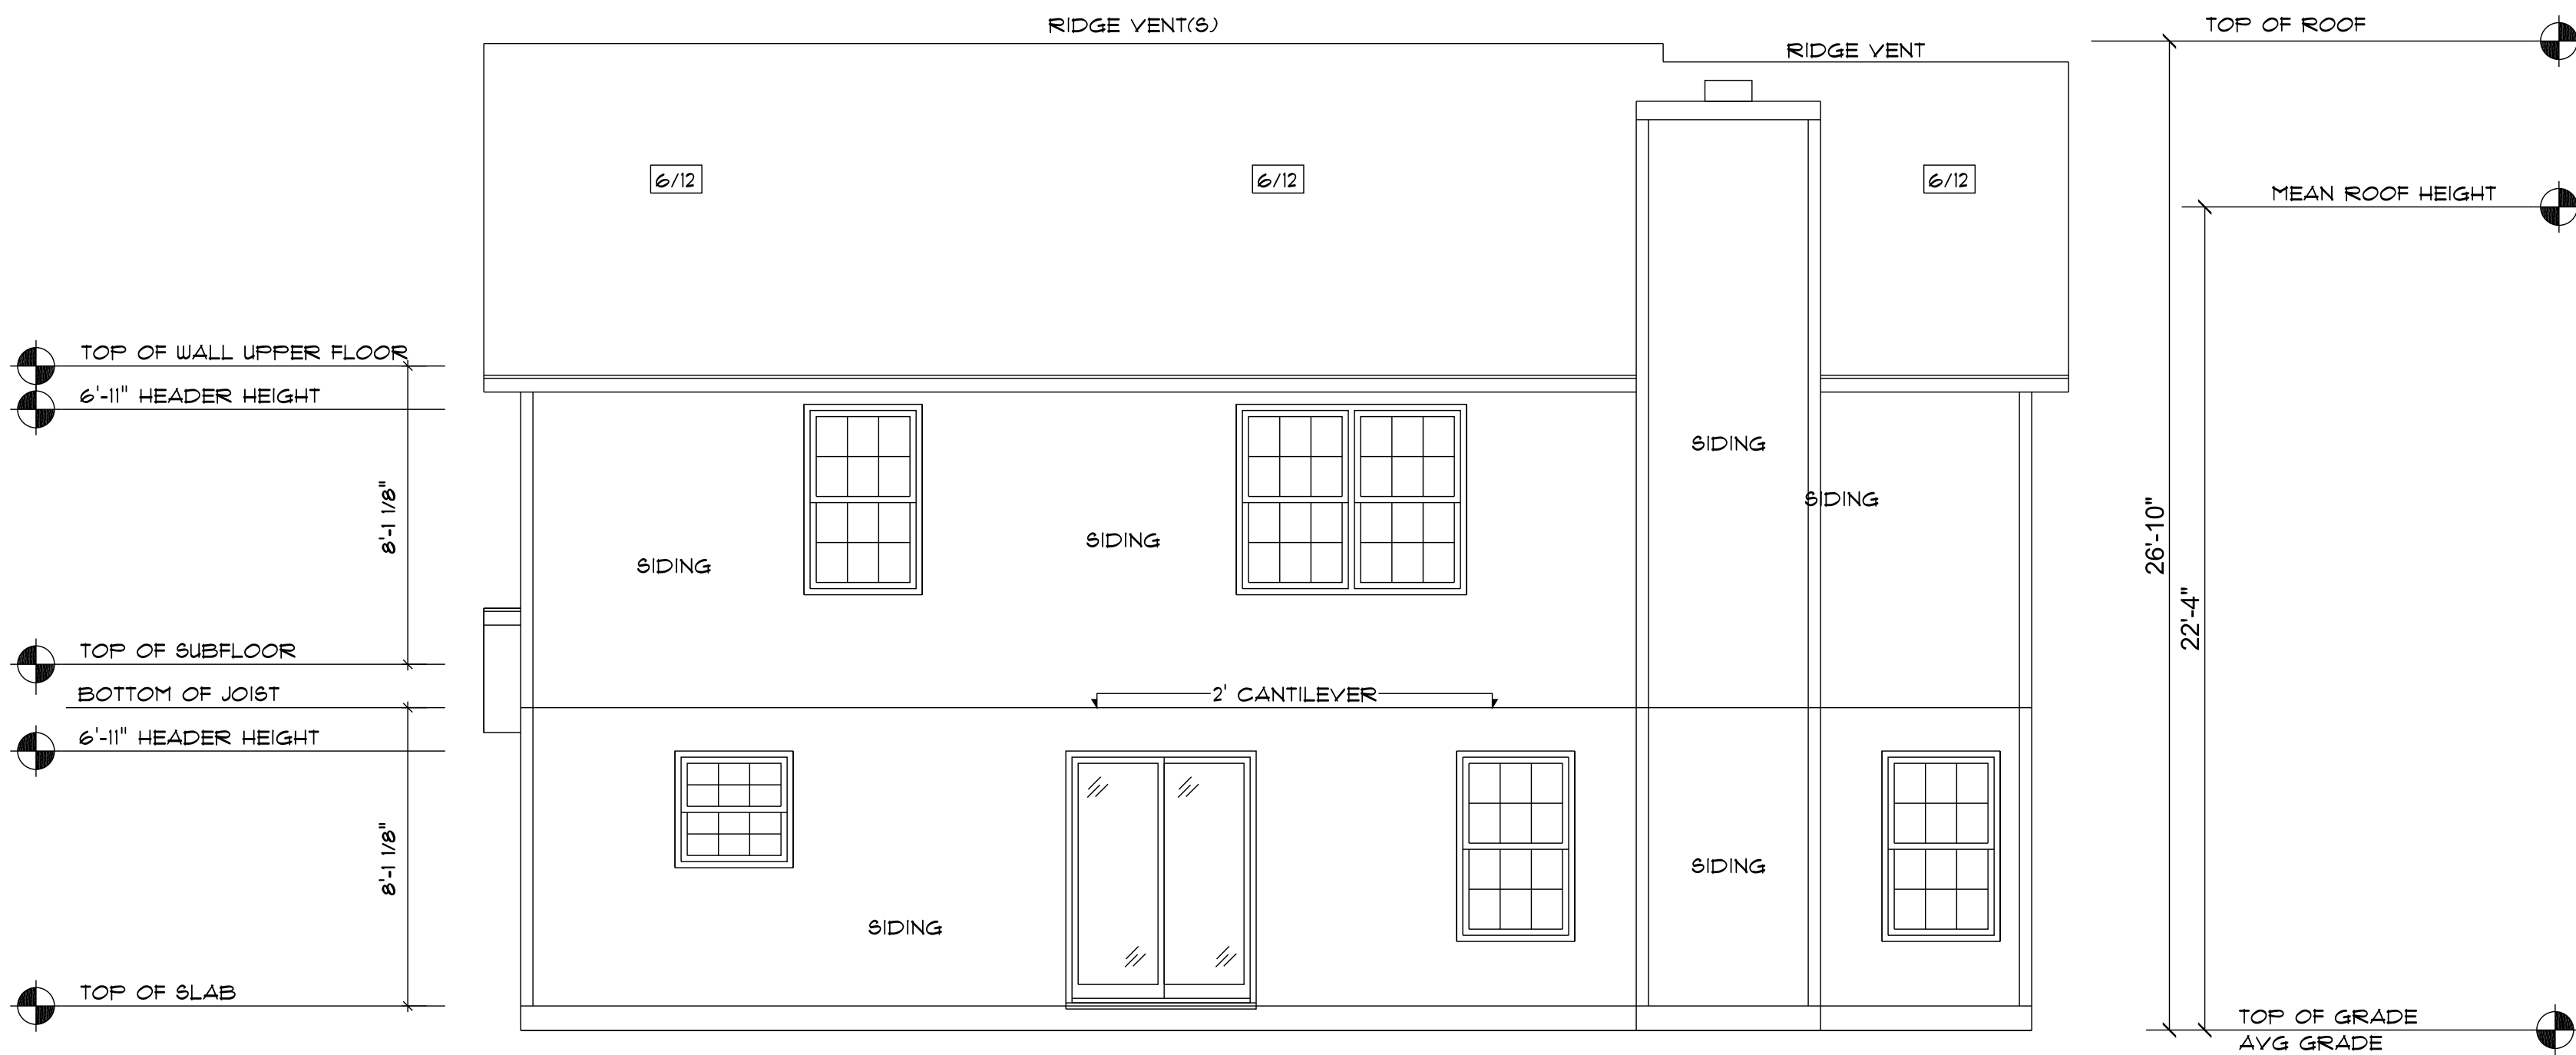 RIDGE VENT(S)
TOP OF ROOF
RIDGE VENT
6/12
6/12
6/12
MEAN ROOF HEIGHT
TOP OF WALL UPPER FLOOR
6'-11" HEADER HEIGHT
SIDING
SIDING
8'-1 1/8"
SIDING
SIDING
26'-10"
22'-4"
TOP OF SUBFLOOR
BOTTOM OF JOIST
2' CANTILEVER
6'-11" HEADER HEIGHT
8'-1 1/8"
SIDING
SIDING
TOP OF SLAB
TOP OF GRADE
AVG GRADE